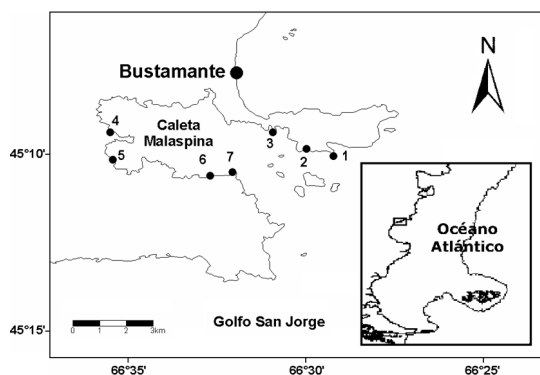 N
Bustamante
4
Caleta
Malaspina
3
2
1
45°10'
5
6
7
Océano
Atlántico
Golfo San Jorge
0 1 2 3km
45°15'
66°35' 66°30' 66°25'